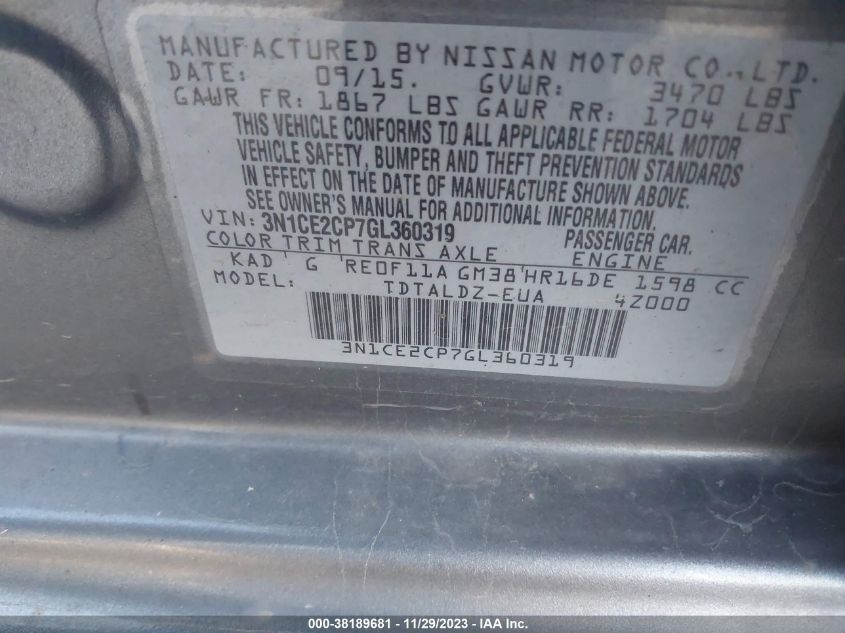 MANUFACTURED BY NISSAN MOTOR CO., LTD.
DATE: 09/15. GVWR: 3470 LBS
GAWR FR: 1867 LBS GAWR RR: 1704 LBS
THIS VEHICLE CONFORMS TO ALL APPLICABLE FEDERAL MOTOR
VEHICLE SAFETY, BUMPER AND THEFT PREVENTION STANDARDS
IN EFFECT ON THE DATE OF MANUFACTURE SHOWN ABOVE.
SEE OWNER'S MANUAL FOR ADDITIONAL INFORMATION.
VIN: 3N1CE2CP7GL360319 PASSENGER CAR.
COLOR TRIM TRANS AXLE ENGINE
KAD G RE0F11A GM38 HR16DE 1598 CC
MODEL: TDTALDZ-EUA 4Z000
3N1CE2CP7GL360319
000-38189681 - 11/29/2023 - IAA Inc.